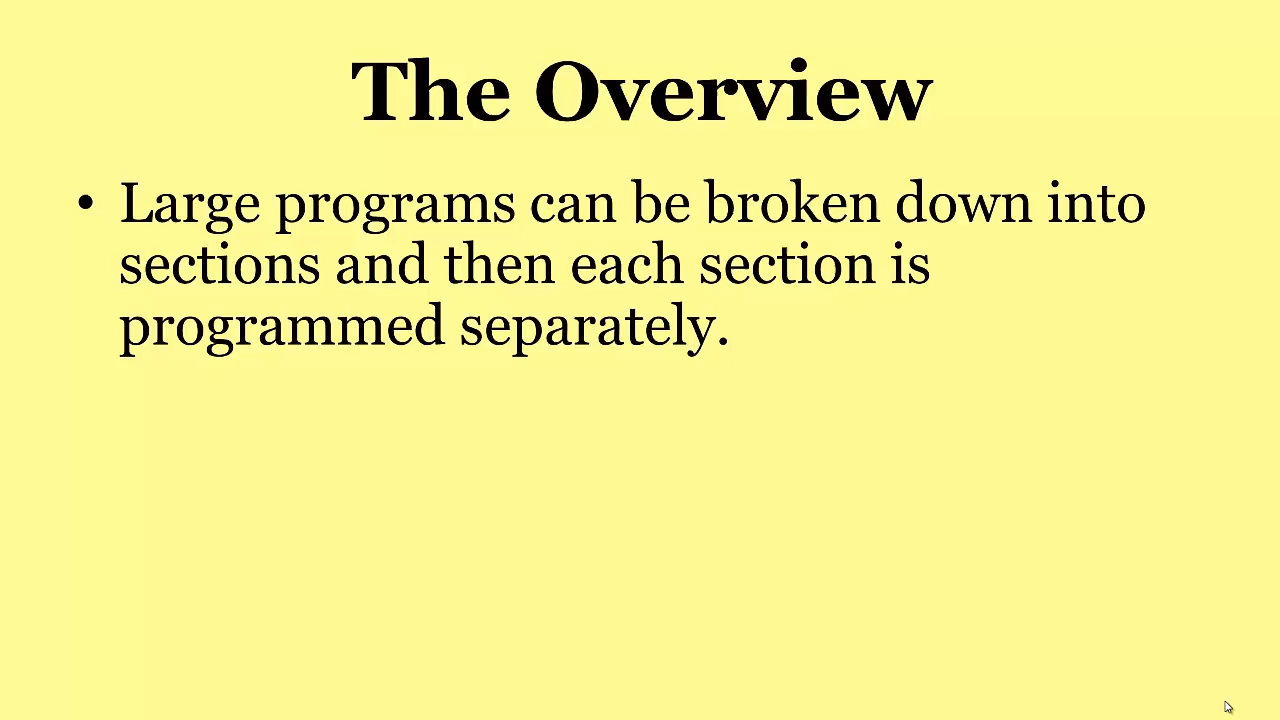 The Overview
• Large programs can be broken down into
sections and then each section is
programmed separately.